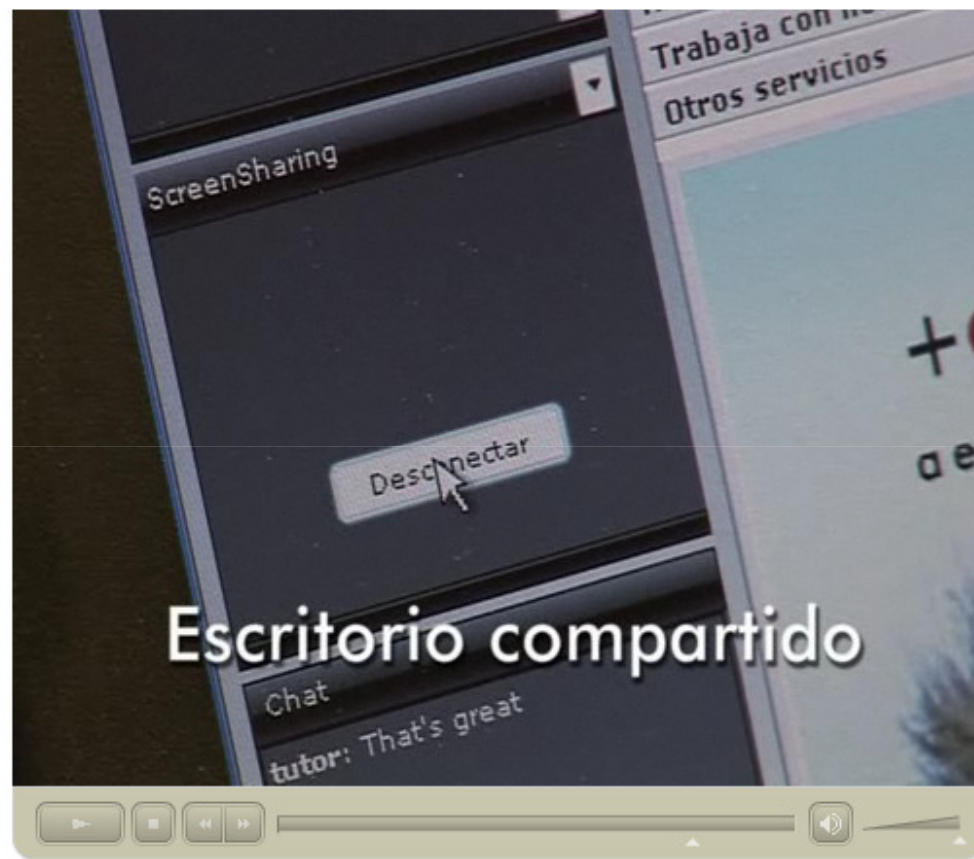 Trabaja con
Otros servicios
ScreenSharing
+
a e
Desconectar
Escritorio compartido
Chat
tutor: That's great